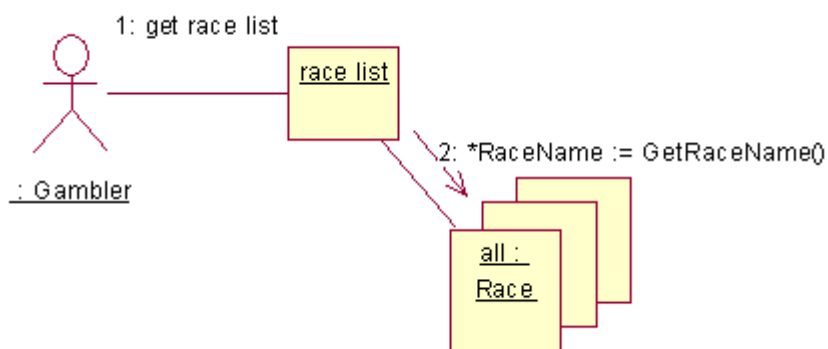 1: get race list
race list
2: *RaceName := GetRaceName()
: Gambler
all :
Race